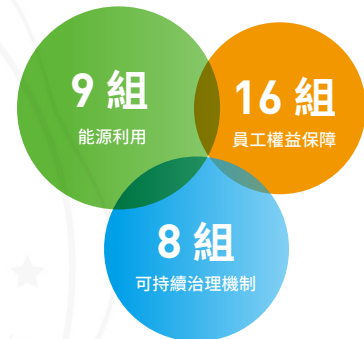 9 組
能源利用
16 組
員工權益保障
8 組
可持續治理機制